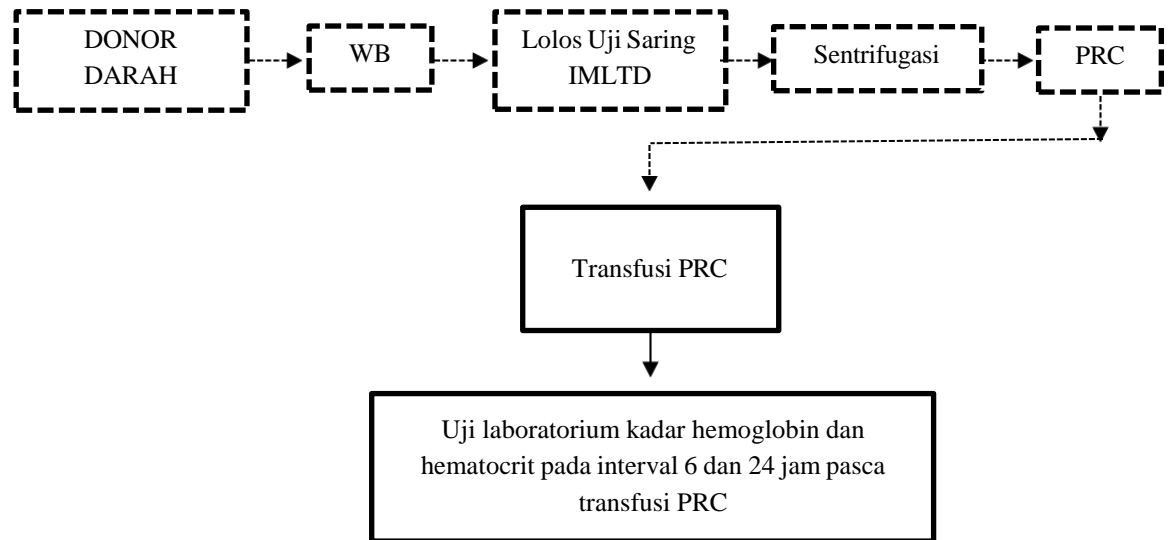 DONOR
DARAH
WB
Lolos Uji Saring
IMLTD
Sentrifugasi
PRC
Transfusi PRC
Uji laboratorium kadar hemoglobin dan
hematocrit pada interval 6 dan 24 jam pasca
transfusi PRC